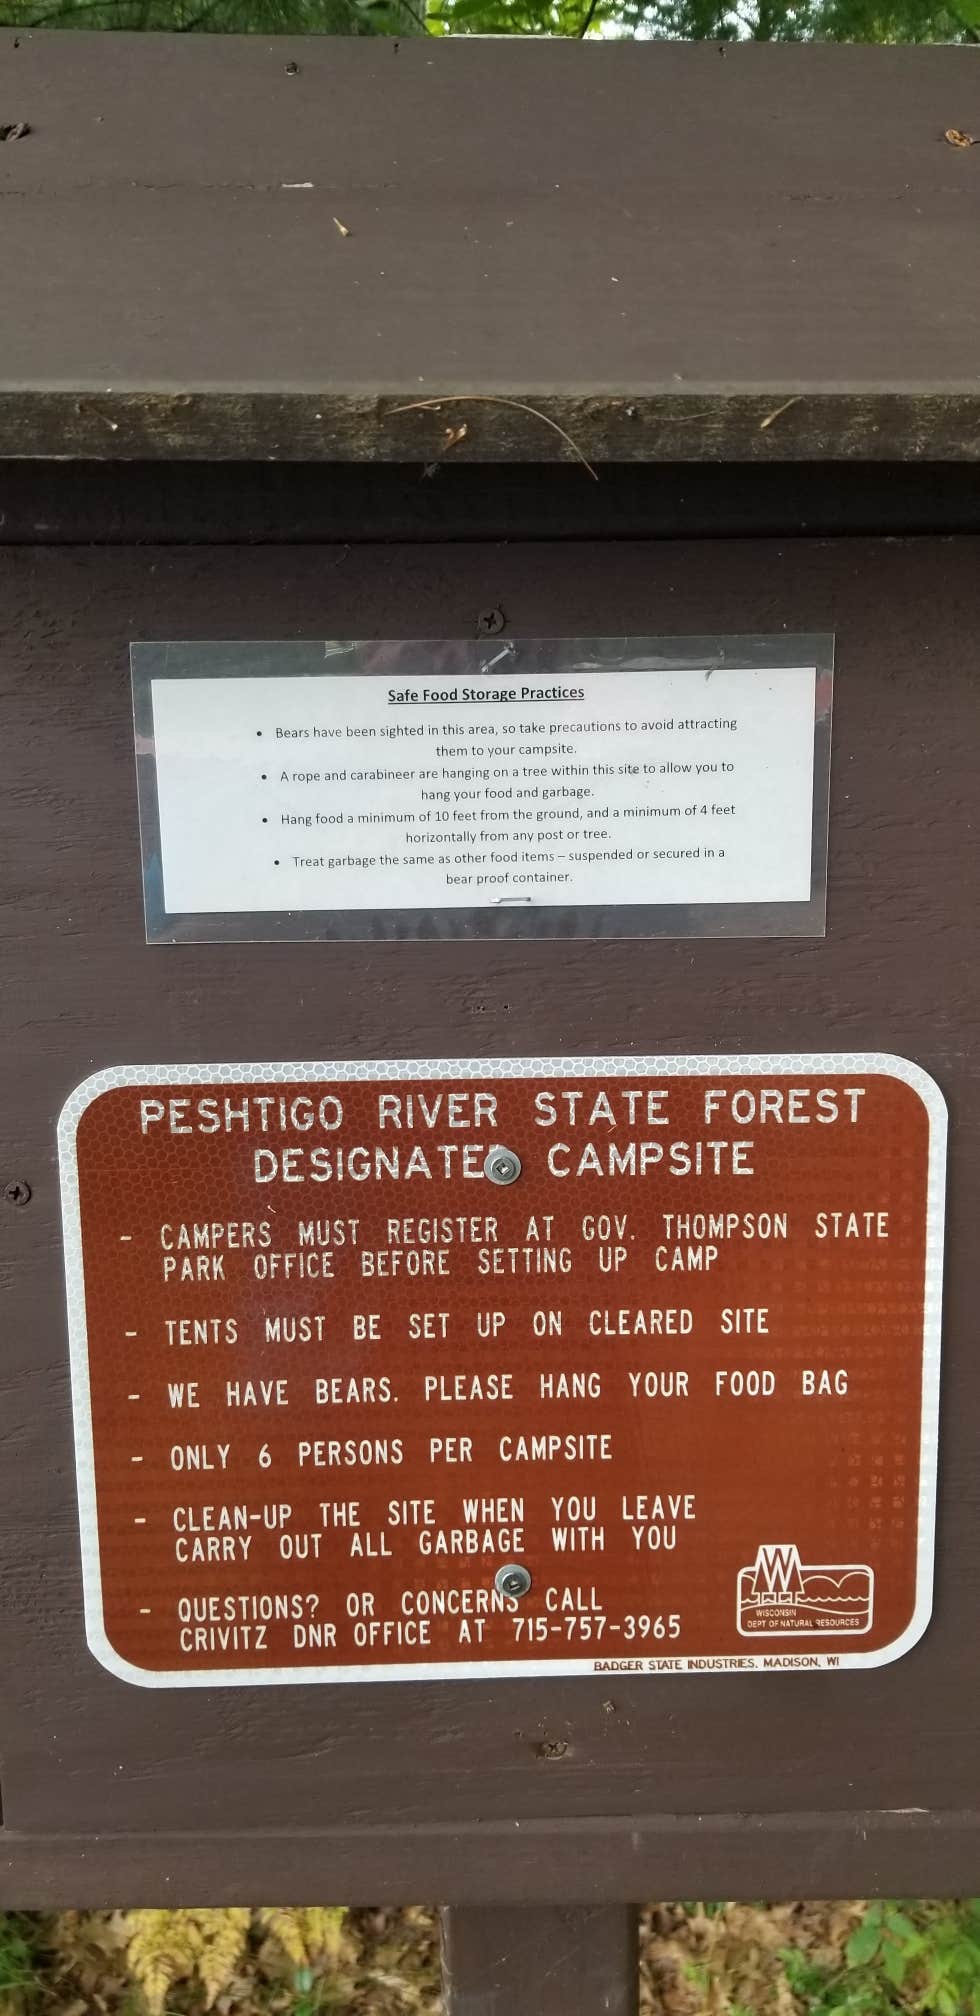 Safe Food Storage Practices
• Bears have been sighted in this area, so take precautions to avoid attracting
them to your campsite.
• A rope and carabineer are hanging on a tree within this site to allow you to
hang your food and garbage.
• Hang food a minimum of 10 feet from the ground, and a minimum of 4 feet
horizontally from any post or tree.
• Treat garbage the same as other food items – suspended or secured in a
bear proof container.
PESHTIGO RIVER STATE FOREST
DESIGNATED CAMPSITE
- CAMPERS MUST REGISTER AT GOV. THOMPSON STATE
PARK OFFICE BEFORE SETTING UP CAMP
- TENTS MUST BE SET UP ON CLEARED SITE
- WE HAVE BEARS. PLEASE HANG YOUR FOOD BAG
- ONLY 6 PERSONS PER CAMPSITE
- CLEAN-UP THE SITE WHEN YOU LEAVE
CARRY OUT ALL GARBAGE WITH YOU
- QUESTIONS? OR CONCERNS CALL
CRIVITZ DNR OFFICE AT 715-757-3965
W
WISCONSIN
DEPT OF NATURAL RESOURCES
BADGER STATE INDUSTRIES, MADISON, WI